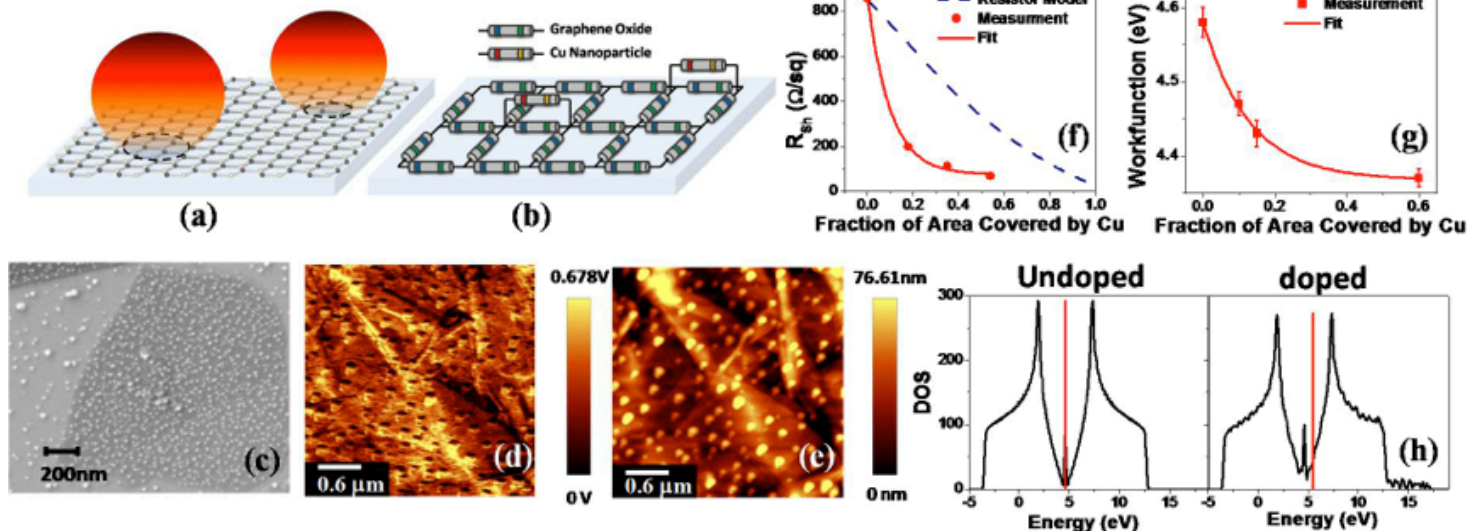 Graphene Oxide
Cu Nanoparticle
(a)
(b)
800
600
400
200
0
R_Sh (Ω/sq)
Resistor Model
Measurment
Fit
(f)
0.0 0.2 0.4 0.6 0.8 1.0
Fraction of Area Covered by Cu
4.6
4.5
4.4
Workfunction (eV)
Measurement
Fit
(g)
0.0 0.2 0.4 0.6
Fraction of Area Covered by Cu
200nm
(c)
0.6 µm
(d)
0.678V
0 V
0.6 µm
(e)
76.61nm
0 nm
Undoped
doped
300
200
100
0
DOS
-5 0 5 10 15
Energy (eV)
-5 0 5 10 15
Energy (eV)
(h)